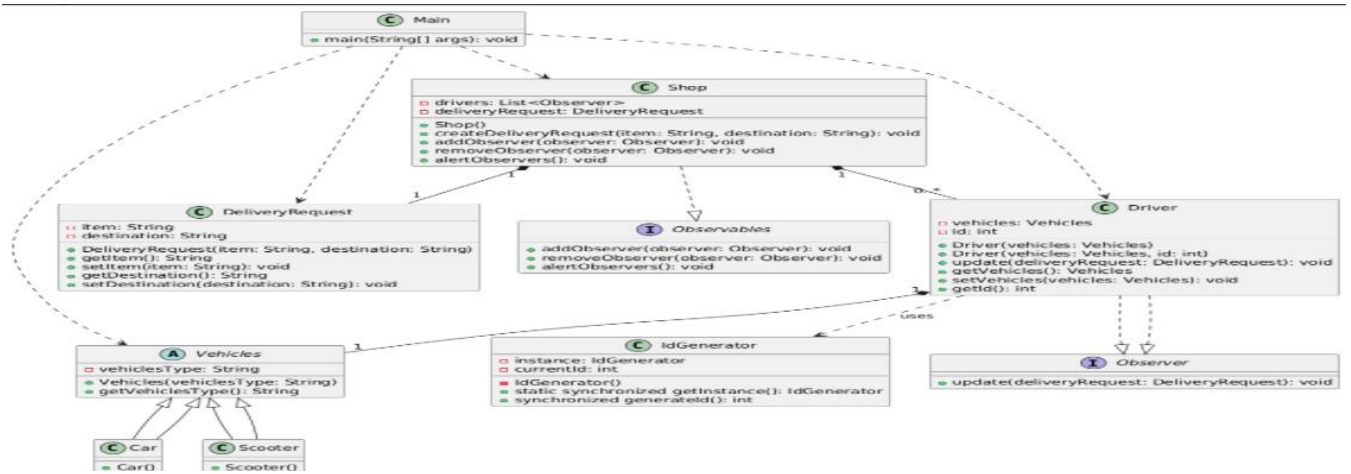 C Main
main(String[] args): void
C Shop
drivers: List<Observer>
deliveryRequest: DeliveryRequest
Shop()
createDeliveryRequest(item: String, destination: String): void
addObserver(observer: Observer): void
removeObserver(observer: Observer): void
alertObservers(): void
1
1
1
0..*
C DeliveryRequest
item: String
destination: String
DeliveryRequest(item: String, destination: String)
getItem(): String
setItem(item: String): void
getDestination(): String
setDestination(destination: String): void
I Observables
addObserver(observer: Observer): void
removeObserver(observer: Observer): void
alertObservers(): void
C Driver
vehicles: Vehicles
id: int
Driver(vehicles: Vehicles)
Driver(vehicles: Vehicles, id: int)
update(deliveryRequest: DeliveryRequest): void
getVehicles(): Vehicles
setVehicles(vehicles: Vehicles): void
getId(): int
1
uses
1
A Vehicles
vehiclesType: String
Vehicles(vehiclesType: String)
getVehiclesType(): String
C IdGenerator
instance: IdGenerator
currentId: int
IdGenerator()
static synchronized getInstance(): IdGenerator
synchronized generateId(): int
I Observer
update(deliveryRequest: DeliveryRequest): void
C Car
Car()
C Scooter
Scooter()